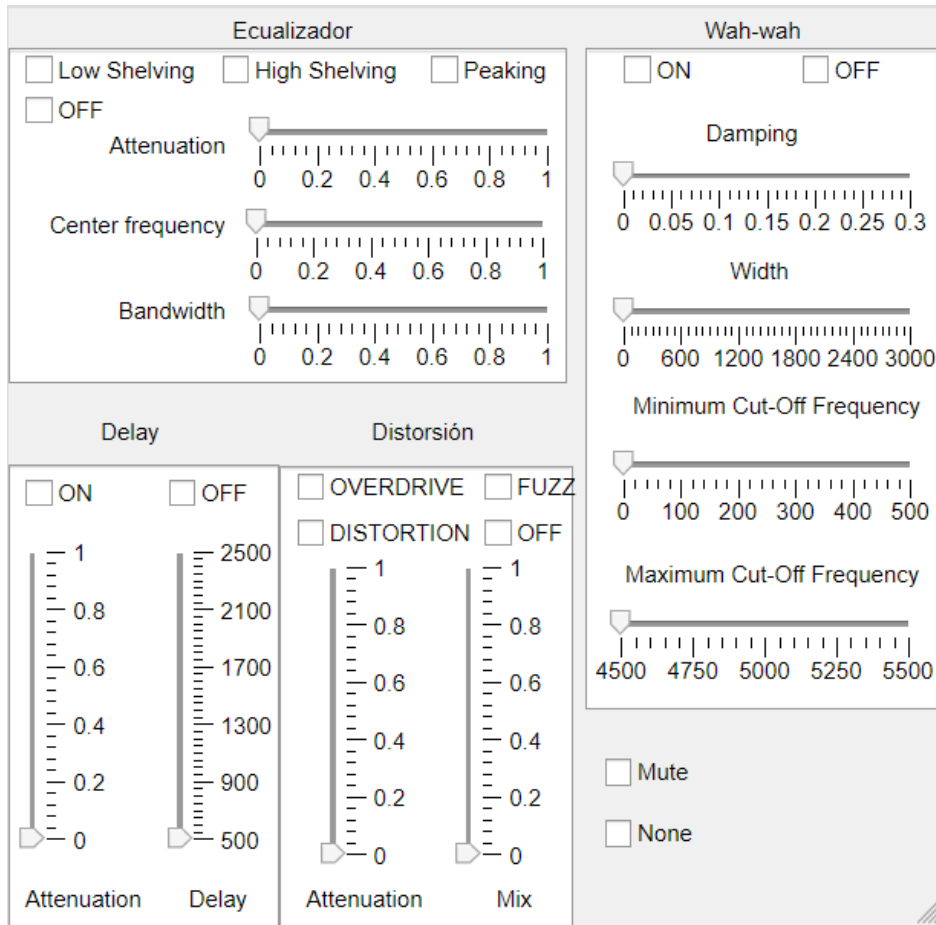 Ecualizador
Low Shelving High Shelving Peaking
OFF
Attenuation
0 0.2 0.4 0.6 0.8 1
Center frequency
0 0.2 0.4 0.6 0.8 1
Bandwidth
0 0.2 0.4 0.6 0.8 1
Wah-wah
ON OFF
Damping
0 0.05 0.1 0.15 0.2 0.25 0.3
Width
0 600 1200 1800 2400 3000
Minimum Cut-Off Frequency
0 100 200 300 400 500
Maximum Cut-Off Frequency
4500 4750 5000 5250 5500
Delay
ON OFF
1 2500
0.8 2100
0.6 1700
0.4 1300
0.2 900
0 500
Attenuation Delay
Distorsión
OVERDRIVE FUZZ
DISTORTION OFF
1 1
0.8 0.8
0.6 0.6
0.4 0.4
0.2 0.2
0 0
Attenuation Mix
Mute
None